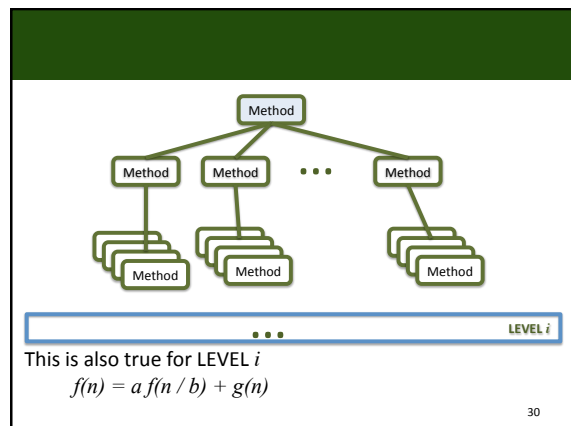 Method
Method Method ... Method
Method Method Method
... LEVEL i
This is also true for LEVEL i
f(n) = a f(n / b) + g(n)
30